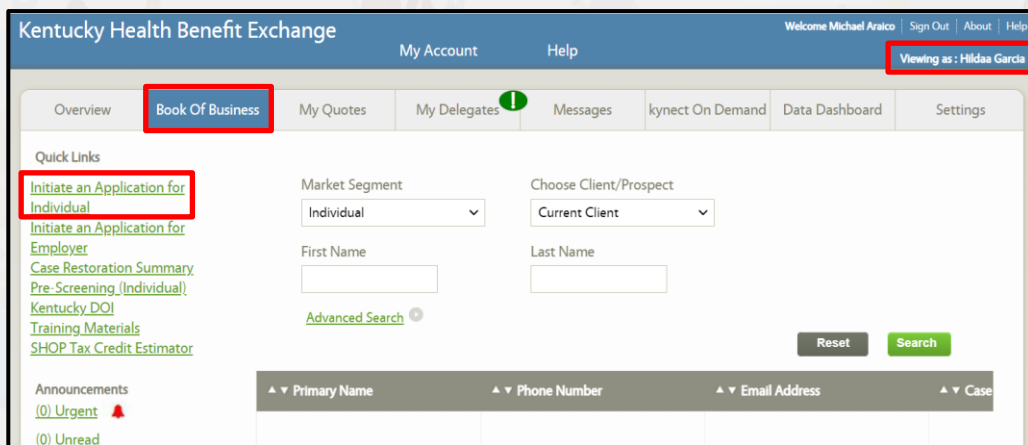 Kentucky Health Benefit Exchange
Welcome Michael Araico | Sign Out | About | Help
My Account Help
Viewing as : Hildaa Garcia
Overview Book Of Business My Quotes My Delegates ! Messages kynect On Demand Data Dashboard Settings
Quick Links
Initiate an Application for
Individual
Initiate an Application for
Employer
Case Restoration Summary
Pre-Screening (Individual)
Kentucky DOI
Training Materials
SHOP Tax Credit Estimator
Announcements
(0) Urgent
(0) Unread
Market Segment Choose Client/Prospect
Individual Current Client
First Name Last Name
Advanced Search
Reset Search
Primary Name Phone Number Email Address Case